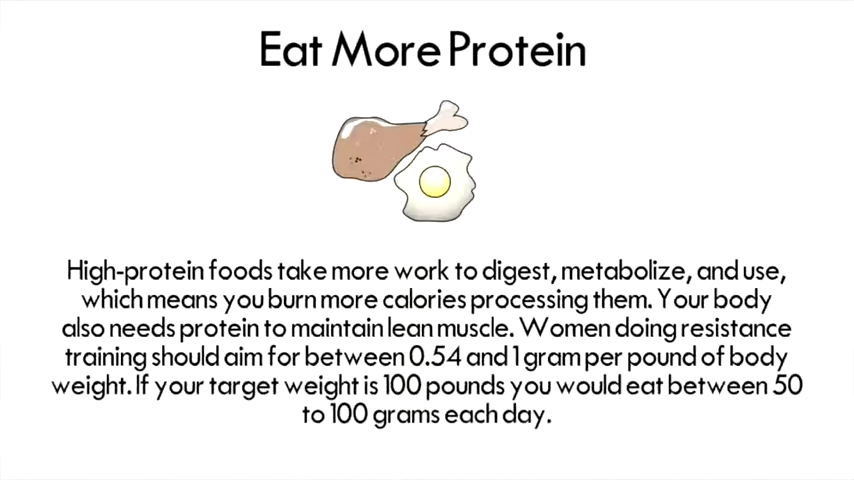 Eat More Protein
High-protein foods take more work to digest, metabolize, and use,
which means you burn more calories processing them. Your body
also needs protein to maintain lean muscle. Women doing resistance
training should aim for between 0.54 and 1 gram per pound of body
weight. If your target weight is 100 pounds you would eat between 50
to 100 grams each day.